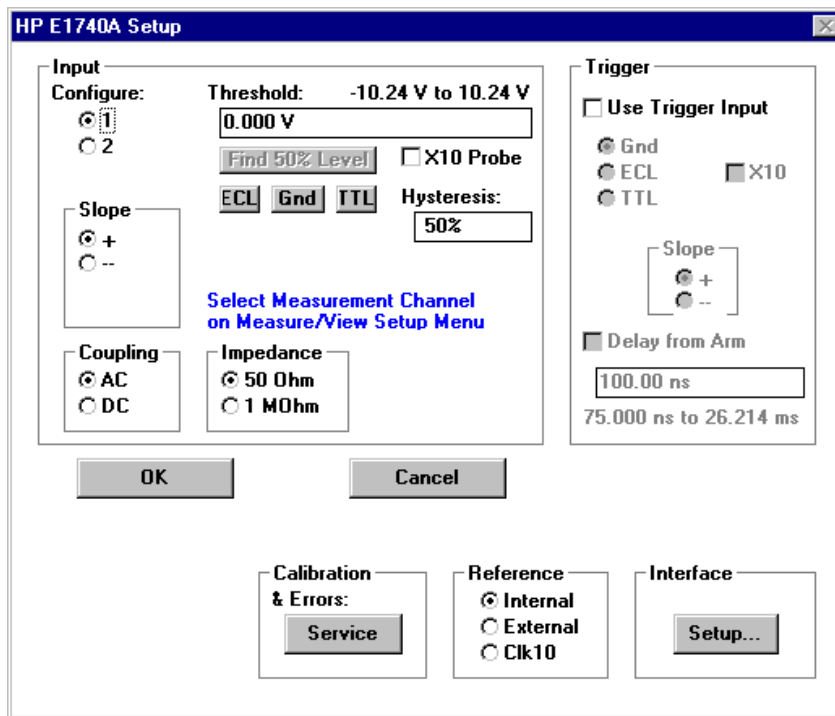 HP E1740A Setup
Input
Configure:
1
2
Threshold: -10.24 V to 10.24 V
0.000 V
Find 50% Level
X10 Probe
ECL
Gnd
TTL
Hysteresis:
50%
Slope
+
--
Select Measurement Channel
on Measure/View Setup Menu
Coupling
AC
DC
Impedance
50 Ohm
1 MOhm
Trigger
Use Trigger Input
Gnd
ECL
TTL
X10
Slope
+
--
Delay from Arm
100.00 ns
75.000 ns to 26.214 ms
OK
Cancel
Calibration
& Errors:
Service
Reference
Internal
External
Clk10
Interface
Setup...